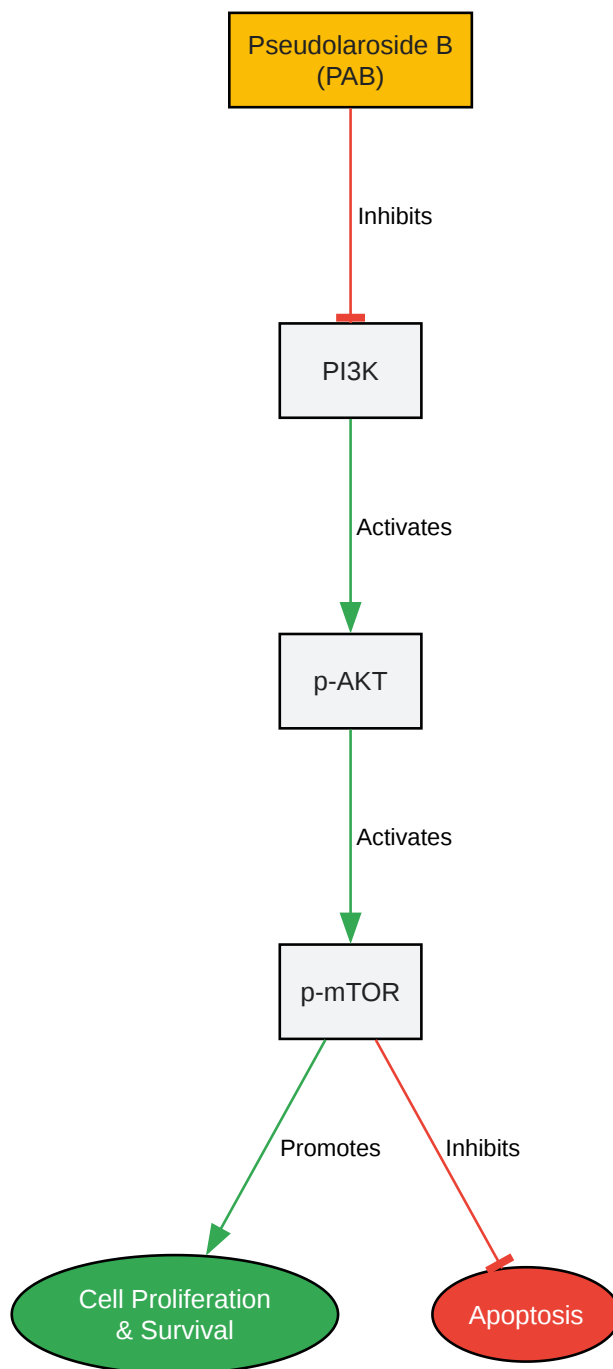 Pseudolaroside B
(PAB)
Inhibits
PI3K
Activates
p-AKT
Activates
p-mTOR
Promotes
Inhibits
Cell Proliferation
& Survival
Apoptosis